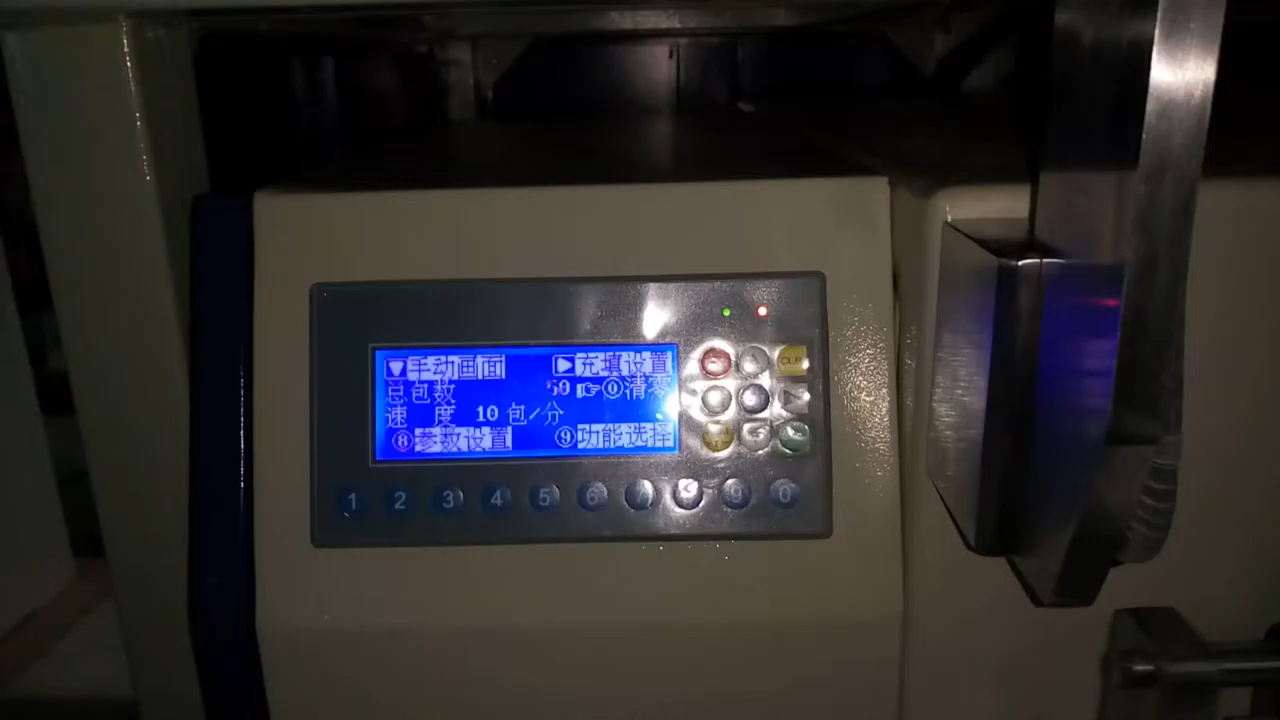 ▼手动画面 ▶充填设置
总包数 50 ☞⓪清零
速 度 10 包/分
⑧参数设置 ⑨功能选择
CLR
1 2 3 4 5 6 7 8 9 0